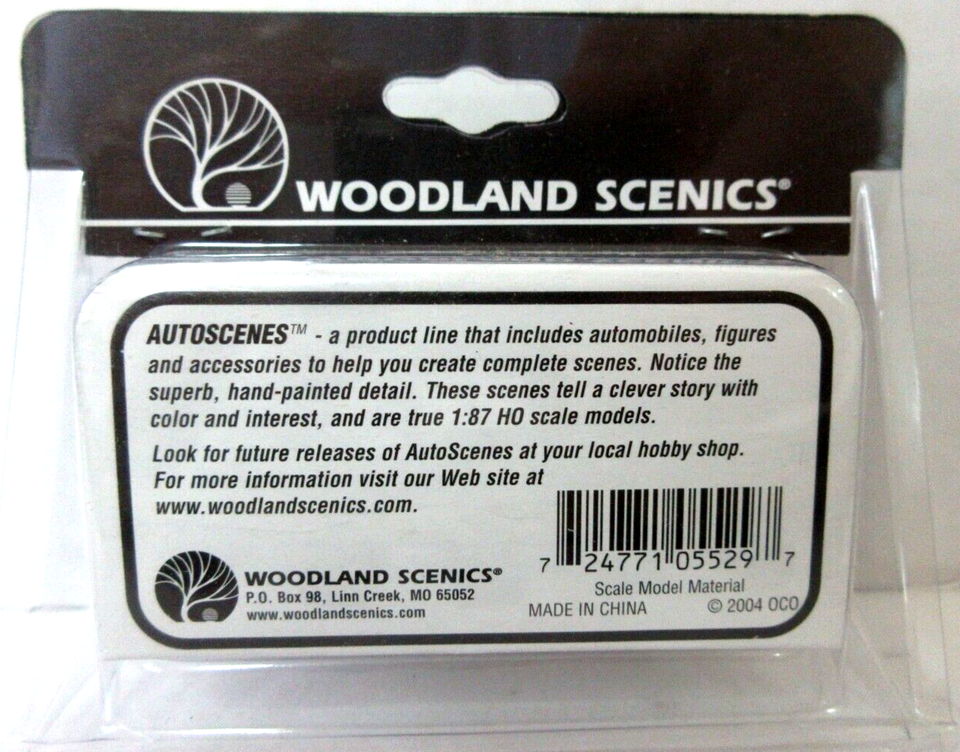 WOODLAND SCENICS®
AUTOSCENES™ - a product line that includes automobiles, figures
and accessories to help you create complete scenes. Notice the
superb, hand-painted detail. These scenes tell a clever story with
color and interest, and are true 1:87 HO scale models.
Look for future releases of AutoScenes at your local hobby shop.
For more information visit our Web site at
www.woodlandscenics.com.
7 24771 05529 7
WOODLAND SCENICS®
P.O. Box 98, Linn Creek, MO 65052
www.woodlandscenics.com
Scale Model Material
MADE IN CHINA © 2004 OCO